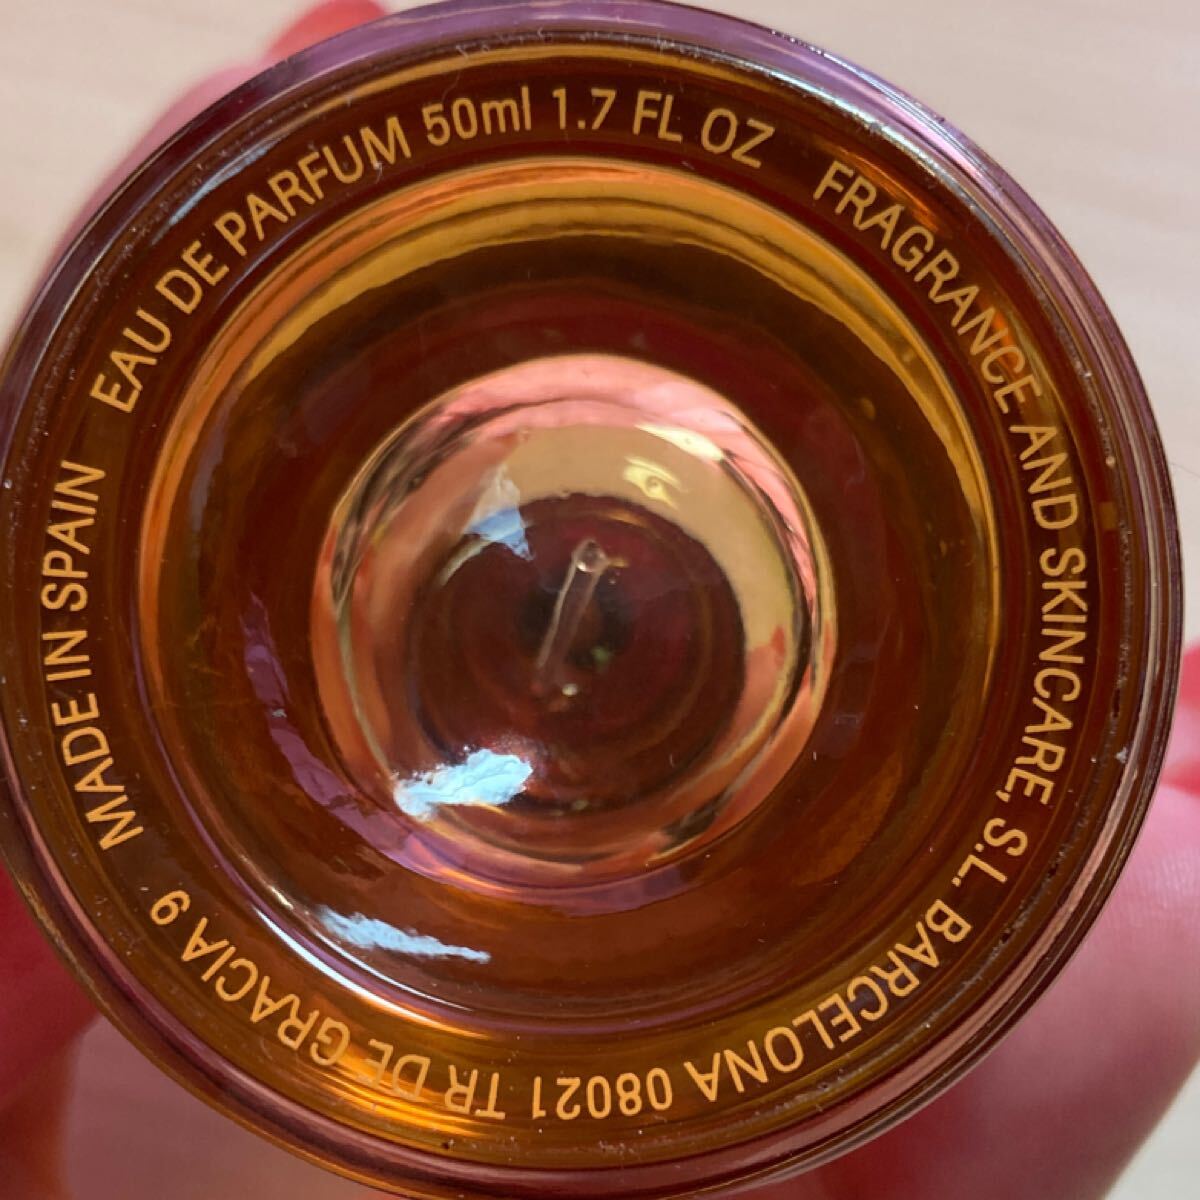 EAU DE PARFUM 50ml 1.7 FL OZ FRAGRANCE AND SKINCARE, S.L. BARCELONA 08021 TR DE GRACIA 9 MADE IN SPAIN